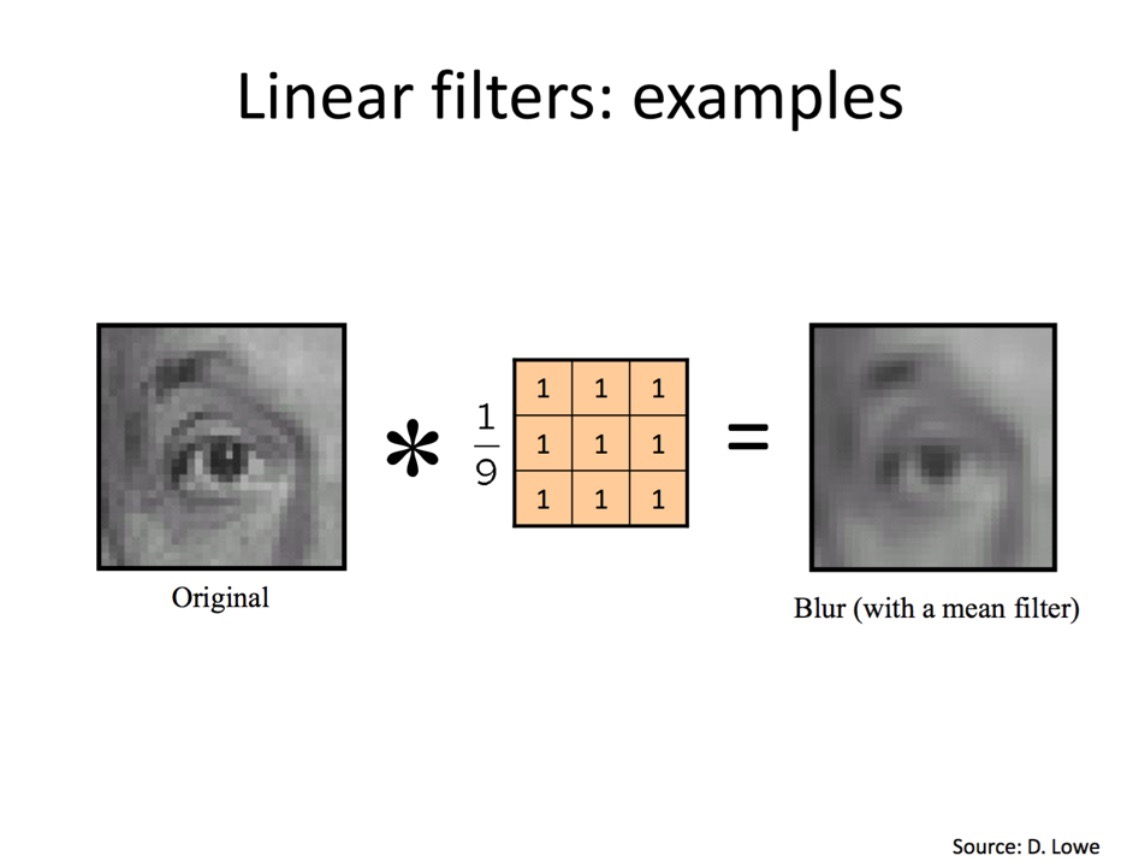 Linear filters: examples
*
1
9
1 1 1
1 1 1
1 1 1
=
Original
Blur (with a mean filter)
Source: D. Lowe